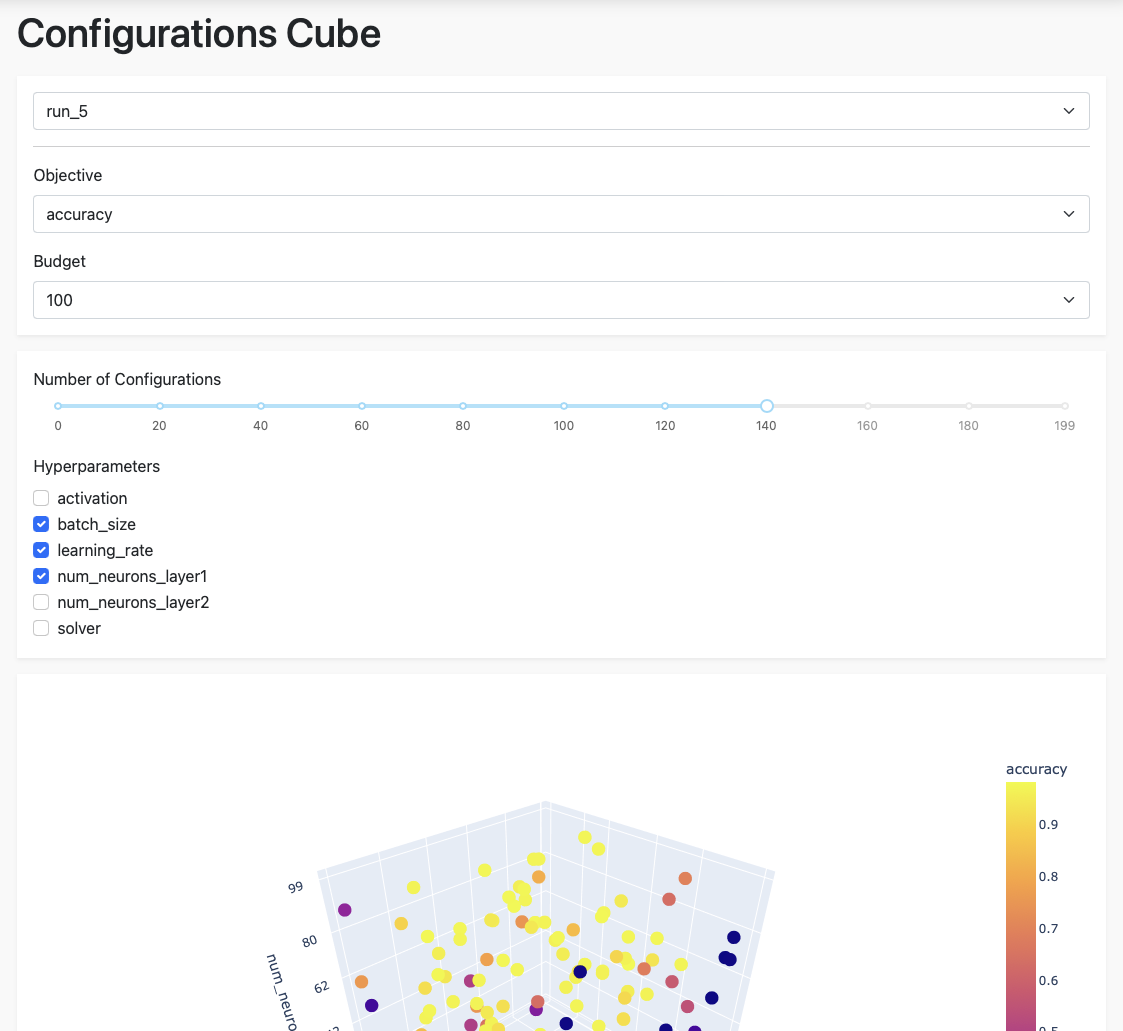 Configurations Cube
run_5
Objective
accuracy
Budget
100
Number of Configurations
0 20 40 60 80 100 120 140 160 180 199
Hyperparameters
activation
batch_size
learning_rate
num_neurons_layer1
num_neurons_layer2
solver
accuracy
0.9
0.8
0.7
0.6
99
80
62